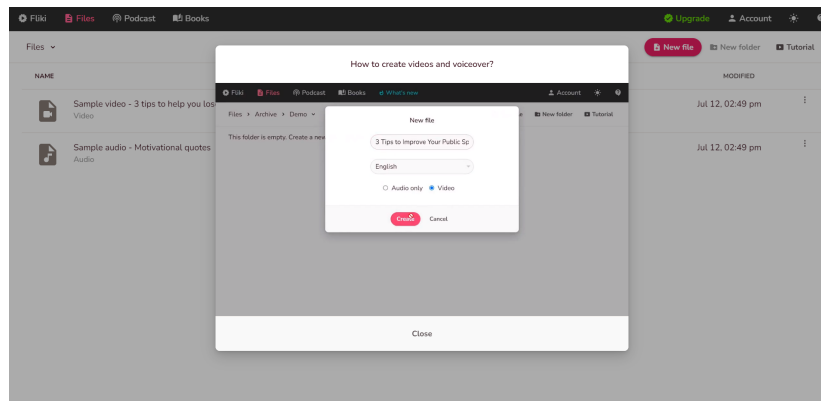 Fliki Files Podcast Books Upgrade Account
Files New file New folder Tutorial
How to create videos and voiceover?
NAME MODIFIED
Fliki Files Podcast Books What's new Account
Sample video - 3 tips to help you los Jul 12, 02:49 pm
Video
Files > Archive > Demo New folder Tutorial
New file
This folder is empty. Create a new
3 Tips to Improve Your Public Sp
Sample audio - Motivational quotes Jul 12, 02:49 pm
Audio
English
Audio only Video
Create Cancel
Close